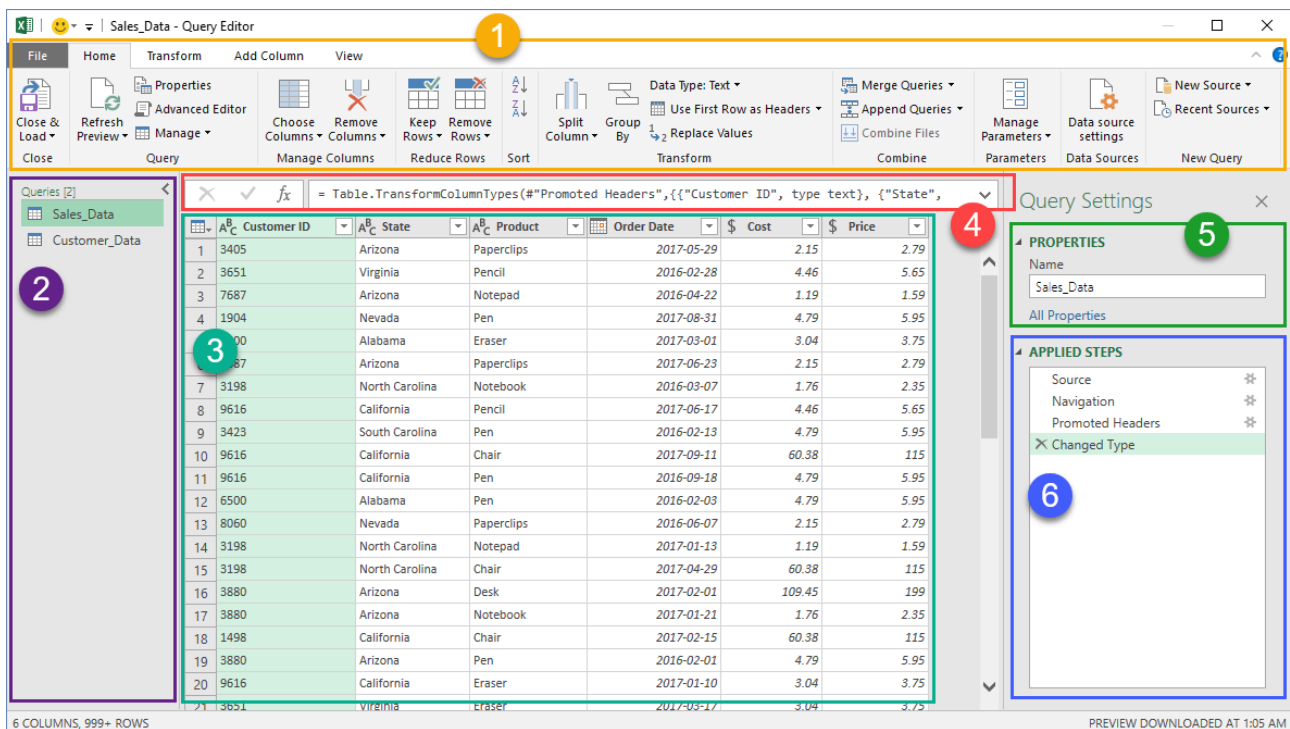 Sales_Data - Query Editor
1
File Home Transform Add Column View
Close & Load
Refresh Preview
Properties
Advanced Editor
Manage
Choose Columns
Remove Columns
Keep Rows
Remove Rows
Split Column
Group By
Data Type: Text
Use First Row as Headers
Replace Values
Merge Queries
Append Queries
Combine Files
Manage Parameters
Data source settings
New Source
Recent Sources
Close Query Manage Columns Reduce Rows Sort Transform Combine Parameters Data Sources New Query
Queries [2]
Sales_Data
Customer_Data
2
fx = Table.TransformColumnTypes(#"Promoted Headers",{{"Customer ID", type text}, {"State",
4
Customer ID State Product Order Date $ Cost $ Price
1 3405 Arizona Paperclips 2017-05-29 2.15 2.79
2 3651 Virginia Pencil 2016-02-28 4.46 5.65
3 7687 Arizona Notepad 2016-04-22 1.19 1.59
4 1904 Nevada Pen 2017-08-31 4.79 5.95
Alabama Eraser 2017-03-01 3.04 3.75
3
Arizona Paperclips 2017-06-23 2.15 2.79
7 3198 North Carolina Notebook 2016-03-07 1.76 2.35
8 9616 California Pencil 2017-06-17 4.46 5.65
9 3423 South Carolina Pen 2016-02-13 4.79 5.95
10 9616 California Chair 2017-09-11 60.38 115
11 9616 California Pen 2016-09-18 4.79 5.95
12 6500 Alabama Pen 2016-02-03 4.79 5.95
13 8060 Nevada Paperclips 2016-06-07 2.15 2.79
14 3198 North Carolina Notepad 2017-01-13 1.19 1.59
15 3198 North Carolina Chair 2017-04-29 60.38 115
16 3880 Arizona Desk 2017-02-01 109.45 199
17 3880 Arizona Notebook 2017-01-21 1.76 2.35
18 1498 California Chair 2017-02-15 60.38 115
19 3880 Arizona Pen 2016-02-01 4.79 5.95
20 9616 California Eraser 2017-01-10 3.04 3.75
21 3651 Virginia Eraser 2017-03-17 3.04 3.75
Query Settings
5
PROPERTIES
Name
Sales_Data
All Properties
APPLIED STEPS
Source
Navigation
Promoted Headers
Changed Type
6
6 COLUMNS, 999+ ROWS
PREVIEW DOWNLOADED AT 1:05 AM